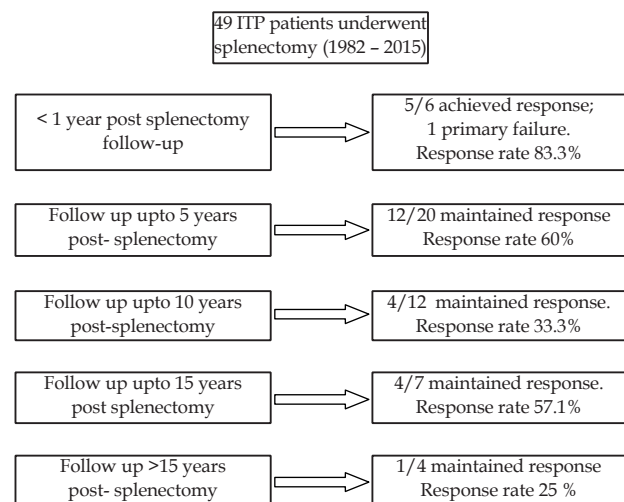 49 ITP patients underwent
splenectomy (1982 – 2015)
< 1 year post splenectomy
follow-up
5/6 achieved response;
1 primary failure.
Response rate 83.3%
Follow up upto 5 years
post- splenectomy
12/20 maintained response
Response rate 60%
Follow up upto 10 years
post-splenectomy
4/12 maintained response.
Response rate 33.3%
Follow up upto 15 years
post splenectomy
4/7 maintained response.
Response rate 57.1%
Follow up >15 years
post- splenectomy
1/4 maintained response
Response rate 25 %